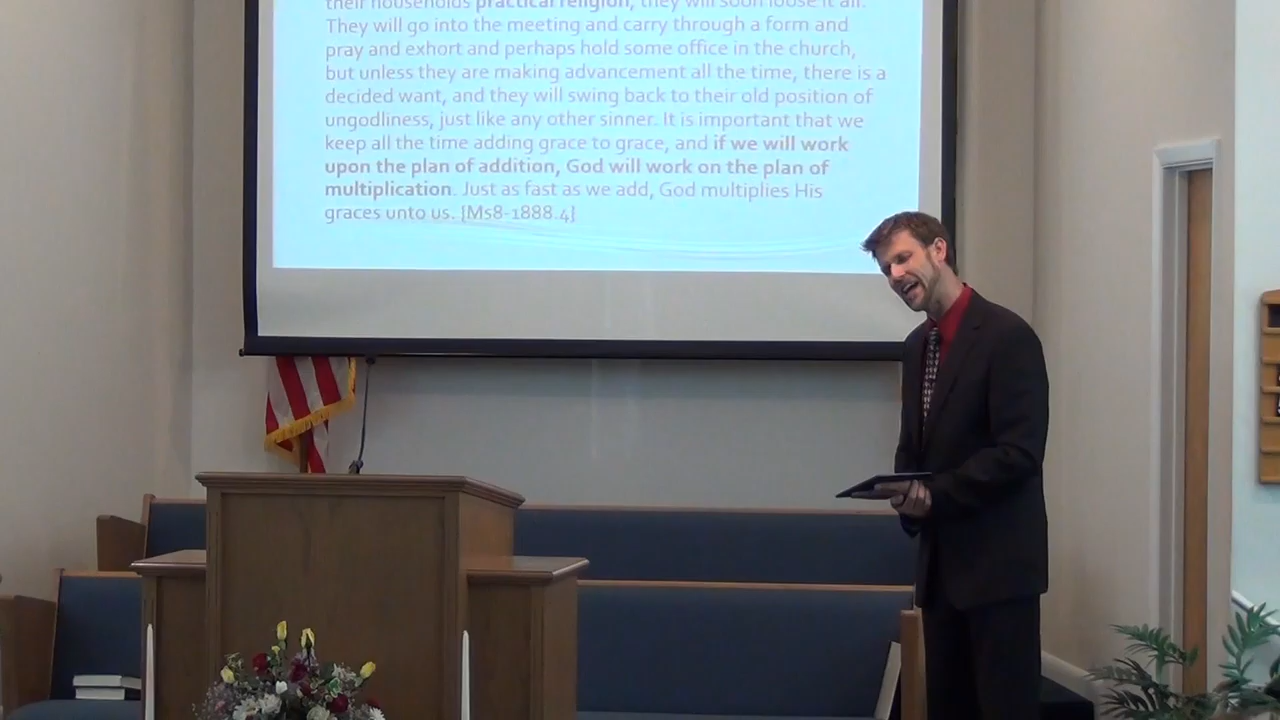 their households practical religion, they will soon loose it all.
They will go into the meeting and carry through a form and
pray and exhort and perhaps hold some office in the church,
but unless they are making advancement all the time, there is a
decided want, and they will swing back to their old position of
ungodliness, just like any other sinner. It is important that we
keep all the time adding grace to grace, and if we will work
upon the plan of addition, God will work on the plan of
multiplication. Just as fast as we add, God multiplies His
graces unto us. {Ms8-1888.4}